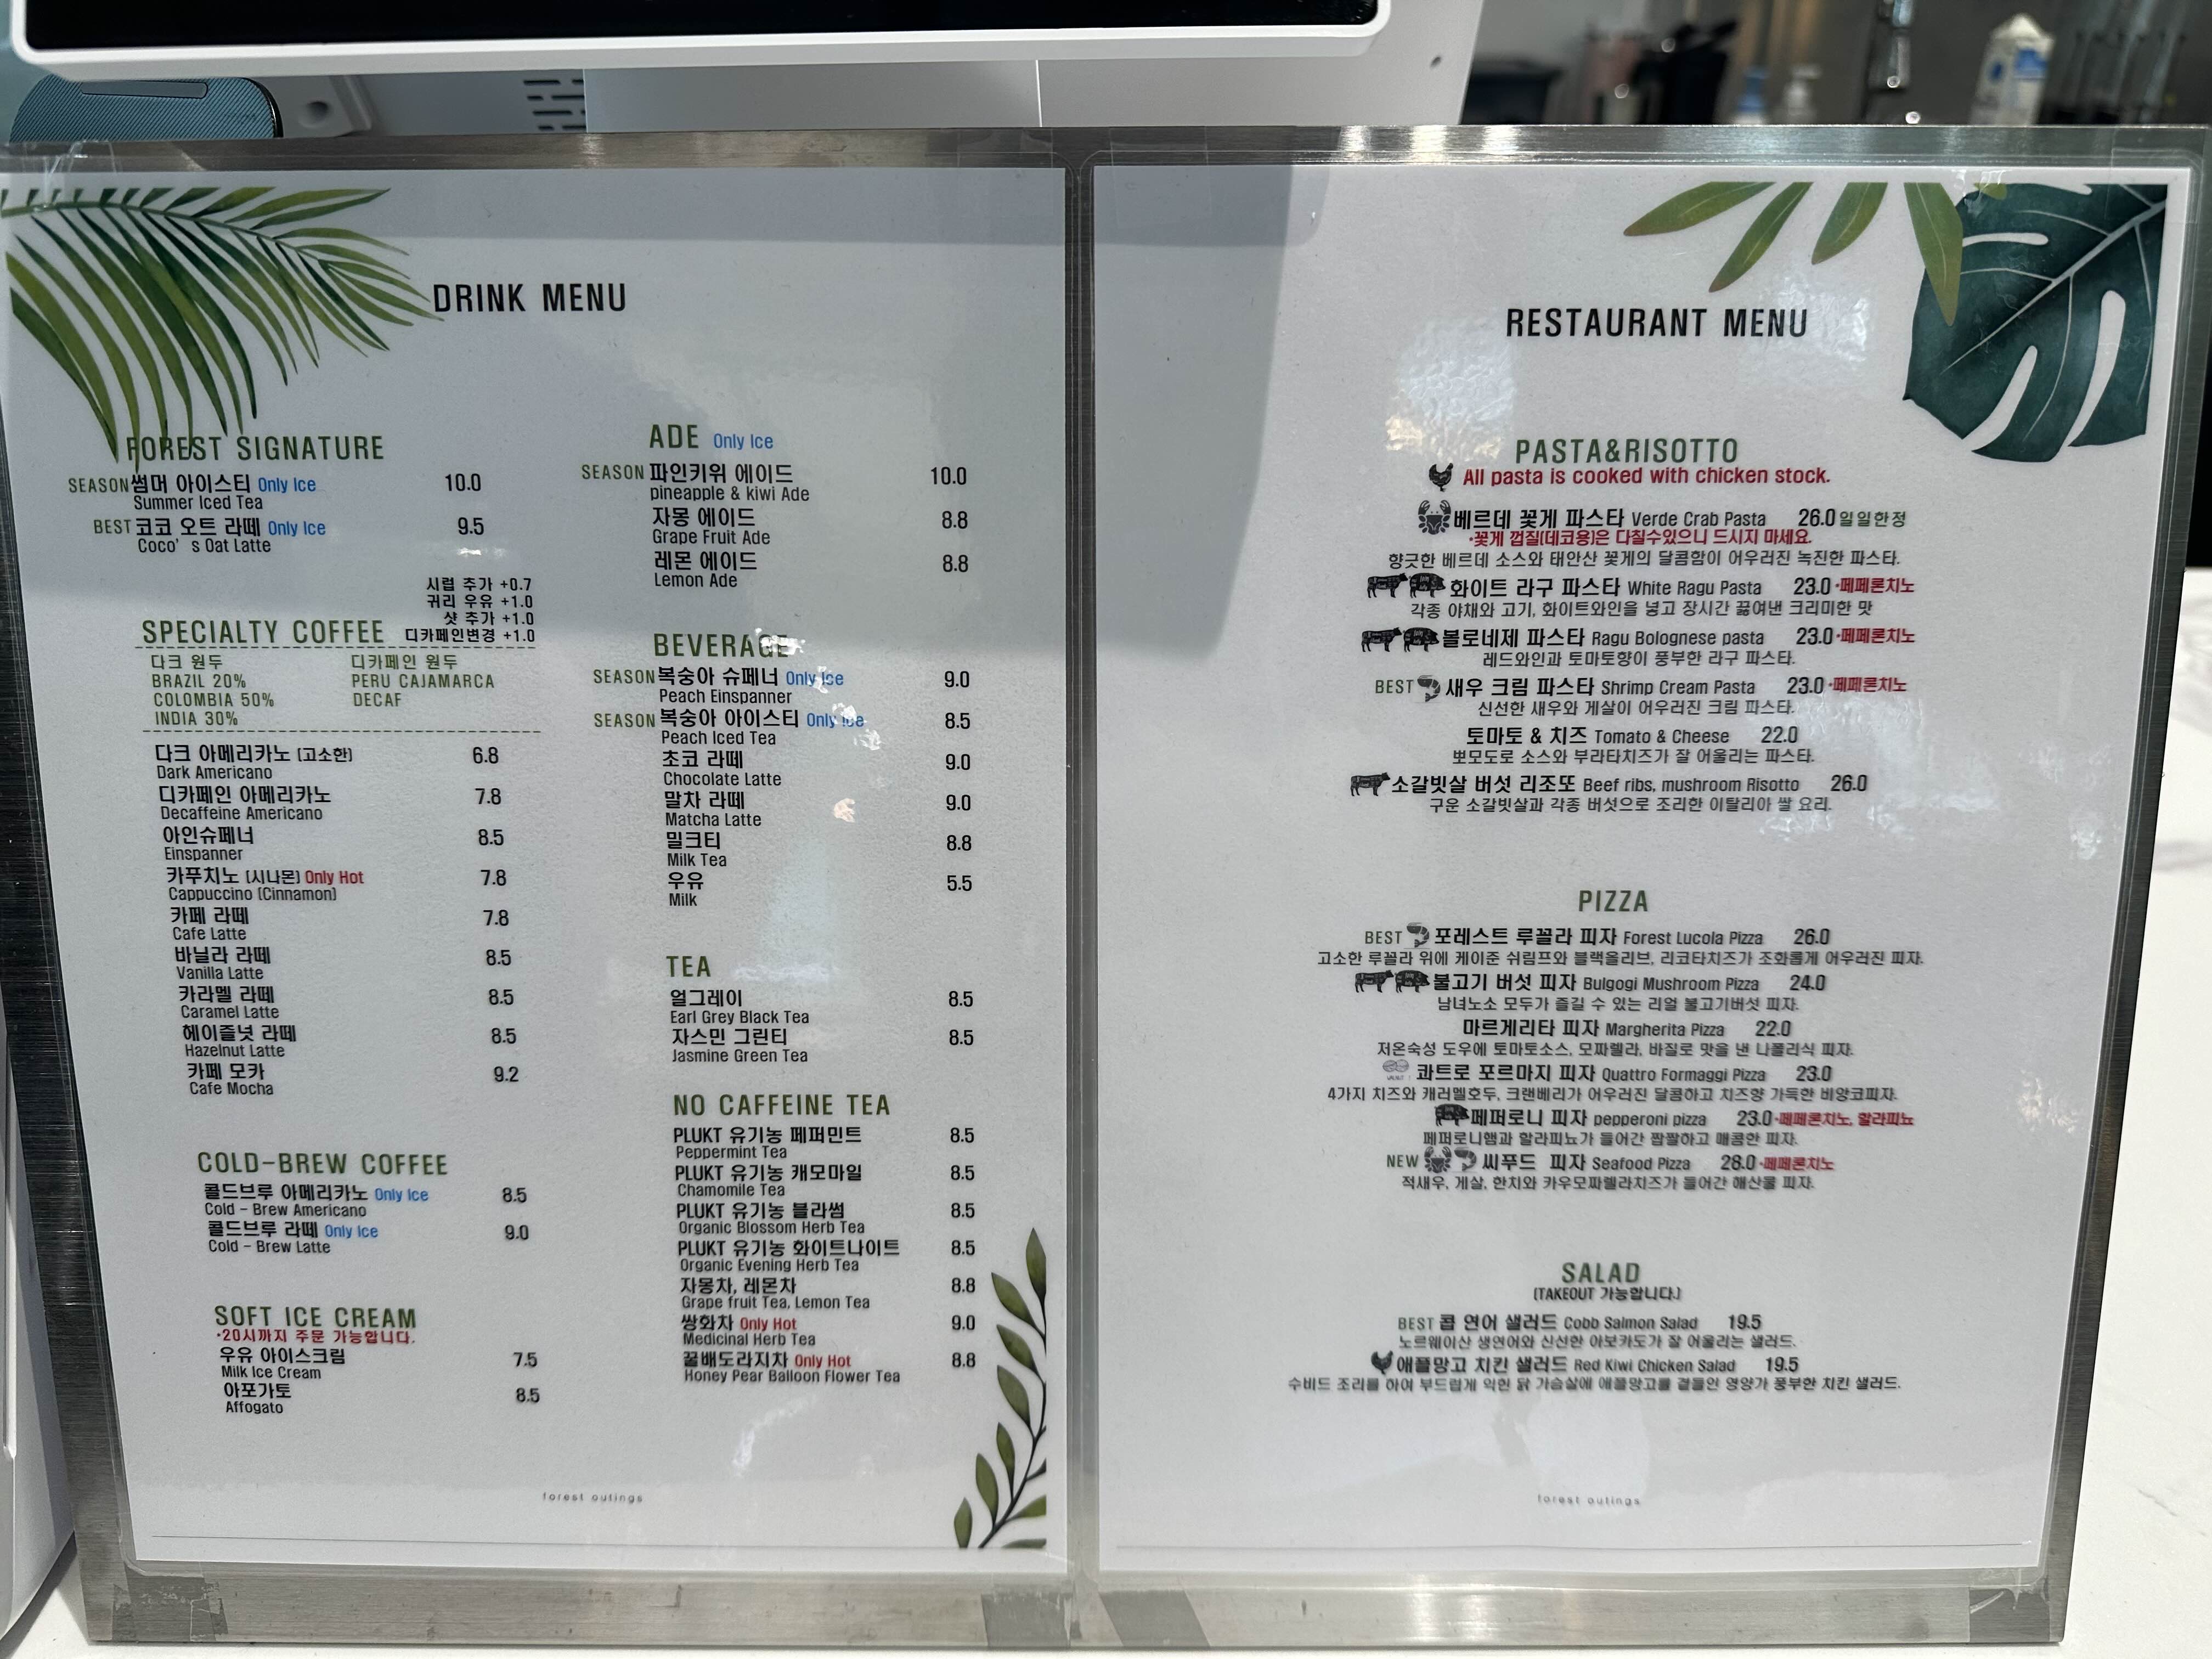 DRINK MENU
FOREST SIGNATURE
SEASON 썸머 아이스티 Only Ice 10.0
Summer Iced Tea
BEST 코코 오트 라떼 Only Ice 9.5
Coco' s Oat Latte
시럽 추가 +0.7
귀리 우유 +1.0
샷 추가 +1.0
디카페인변경 +1.0
SPECIALTY COFFEE
다크 원두
BRAZIL 20%
COLOMBIA 50%
INDIA 30%
디카페인 원두
PERU CAJAMARCA
DECAF
다크 아메리카노 (고소한) 6.8
Dark Americano
디카페인 아메리카노 7.8
Decaffeine Americano
아인슈페너 8.5
Einspanner
카푸치노 (시나몬) Only Hot 7.8
Cappuccino (Cinnamon)
카페 라떼 7.8
Cafe Latte
바닐라 라떼 8.5
Vanilla Latte
카라멜 라떼 8.5
Caramel Latte
헤이즐넛 라떼 8.5
Hazelnut Latte
카페 모카 9.2
Cafe Mocha
COLD-BREW COFFEE
콜드브루 아메리카노 Only Ice 8.5
Cold - Brew Americano
콜드브루 라떼 Only Ice 9.0
Cold - Brew Latte
SOFT ICE CREAM
*20시까지 주문 가능합니다.
우유 아이스크림 7.5
Milk Ice Cream
아포가토 8.5
Affogato
ADE Only Ice
SEASON 파인키위 에이드 10.0
pineapple & kiwi Ade
자몽 에이드 8.8
Grape Fruit Ade
레몬 에이드 8.8
Lemon Ade
BEVERAGE
SEASON 복숭아 슈페너 Only Ice 9.0
Peach Einspanner
SEASON 복숭아 아이스티 Only Ice 8.5
Peach Iced Tea
초코 라떼 9.0
Chocolate Latte
말차 라떼 9.0
Matcha Latte
밀크티 8.8
Milk Tea
우유 5.5
Milk
TEA
얼그레이 8.5
Earl Grey Black Tea
자스민 그린티 8.5
Jasmine Green Tea
NO CAFFEINE TEA
PLUKT 유기농 페퍼민트 8.5
Peppermint Tea
PLUKT 유기농 캐모마일 8.5
Chamomile Tea
PLUKT 유기농 블라썸 8.5
Organic Blossom Herb Tea
PLUKT 유기농 화이트나이트 8.5
Organic Evening Herb Tea
자몽차, 레몬차 8.8
Grape fruit Tea, Lemon Tea
쌍화차 Only Hot 9.0
Medicinal Herb Tea
꿀배도라지차 Only Hot 8.8
Honey Pear Balloon Flower Tea
forest outings
RESTAURANT MENU
PASTA&RISOTTO
All pasta is cooked with chicken stock.
베르데 꽃게 파스타 Verde Crab Pasta 26.0 일일한정
*꽃게 껍질(데코용)은 다칠수있으니 드시지 마세요.
향긋한 베르데 소스와 태안산 꽃게의 달콤함이 어우러진 녹진한 파스타.
화이트 라구 파스타 White Ragu Pasta 23.0 *페페론치노
각종 야채와 고기, 화이트와인을 넣고 장시간 끓여낸 크리미한 맛
볼로네제 파스타 Ragu Bolognese pasta 23.0 *페페론치노
레드와인과 토마토향이 풍부한 라구 파스타.
BEST 새우 크림 파스타 Shrimp Cream Pasta 23.0 *페페론치노
신선한 새우와 게살이 어우러진 크림 파스타.
토마토 & 치즈 Tomato & Cheese 22.0
뽀모도로 소스와 부라타치즈가 잘 어울리는 파스타.
소갈빗살 버섯 리조또 Beef ribs, mushroom Risotto 26.0
구운 소갈빗살과 각종 버섯으로 조리한 이탈리아 쌀 요리.
PIZZA
BEST 포레스트 루꼴라 피자 Forest Lucola Pizza 26.0
고소한 루꼴라 위에 케이준 쉬림프와 블랙올리브, 리코타치즈가 조화롭게 어우러진 피자.
불고기 버섯 피자 Bulgogi Mushroom Pizza 24.0
남녀노소 모두가 즐길 수 있는 리얼 불고기버섯 피자.
마르게리타 피자 Margherita Pizza 22.0
저온숙성 도우에 토마토소스, 모짜렐라, 바질로 맛을 낸 나폴리식 피자.
콰트로 포르마지 피자 Quattro Formaggi Pizza 23.0
4가지 치즈와 캐러멜호두, 크랜베리가 어우러진 달콤하고 치즈향 가득한 비앙코피자.
페퍼로니 피자 pepperoni pizza 23.0 *페페론치노, 할라피뇨
페퍼로니햄과 할라피뇨가 들어간 짭짤하고 매콤한 피자.
NEW 씨푸드 피자 Seafood Pizza 28.0 *페페론치노
적새우, 게살, 한치와 카우모짜렐라치즈가 들어간 해산물 피자.
SALAD
(TAKEOUT 가능합니다.)
BEST 콥 연어 샐러드 Cobb Salmon Salad 19.5
노르웨이산 생연어와 신선한 아보카도가 잘 어울리는 샐러드.
애플망고 치킨 샐러드 Red Kiwi Chicken Salad 19.5
수비드 조리를 하여 부드럽게 익힌 닭 가슴살에 애플망고를 곁들인 영양가 풍부한 치킨 샐러드.
forest outings